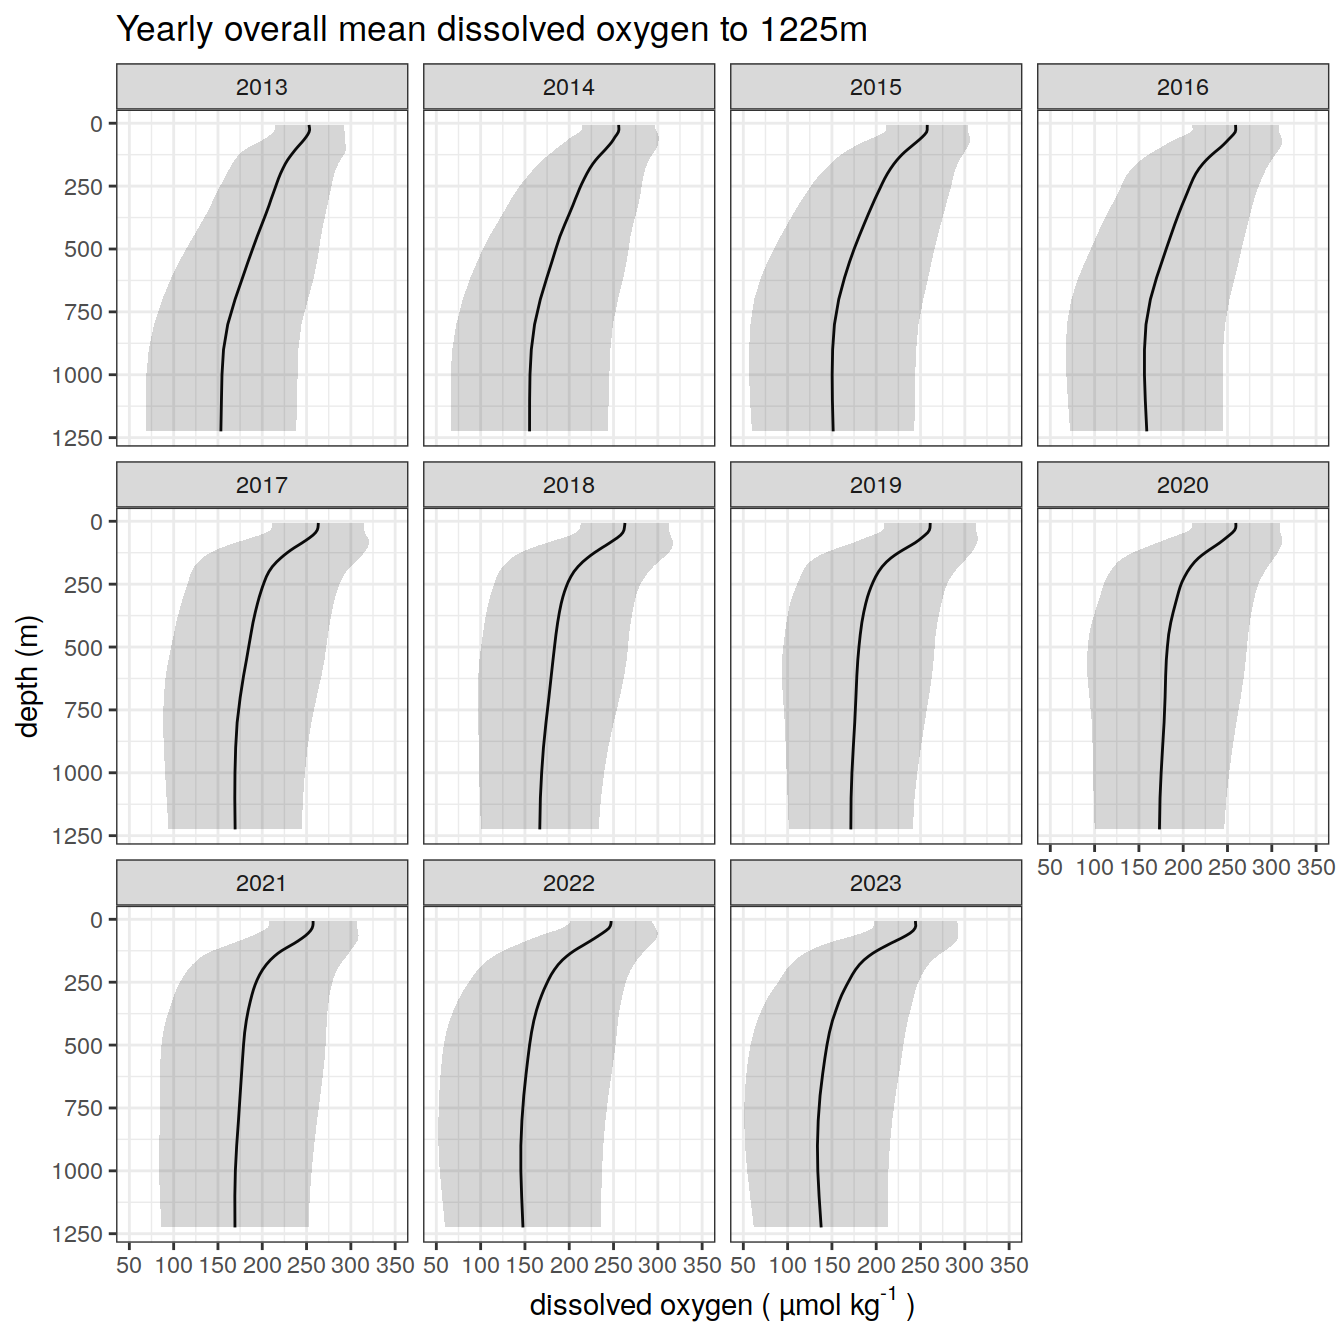 Yearly overall mean dissolved oxygen to 1225m
2013 2014 2015 2016
0
250
500
750
1000
1250
2017 2018 2019 2020
0
250
500
750
1000
1250
50 100 150 200 250 300 350
2021 2022 2023
0
250
500
750
1000
1250
50 100 150 200 250 300 350 50 100 150 200 250 300 350 50 100 150 200 250 300 350
depth (m)
dissolved oxygen ( µmol kg⁻¹ )